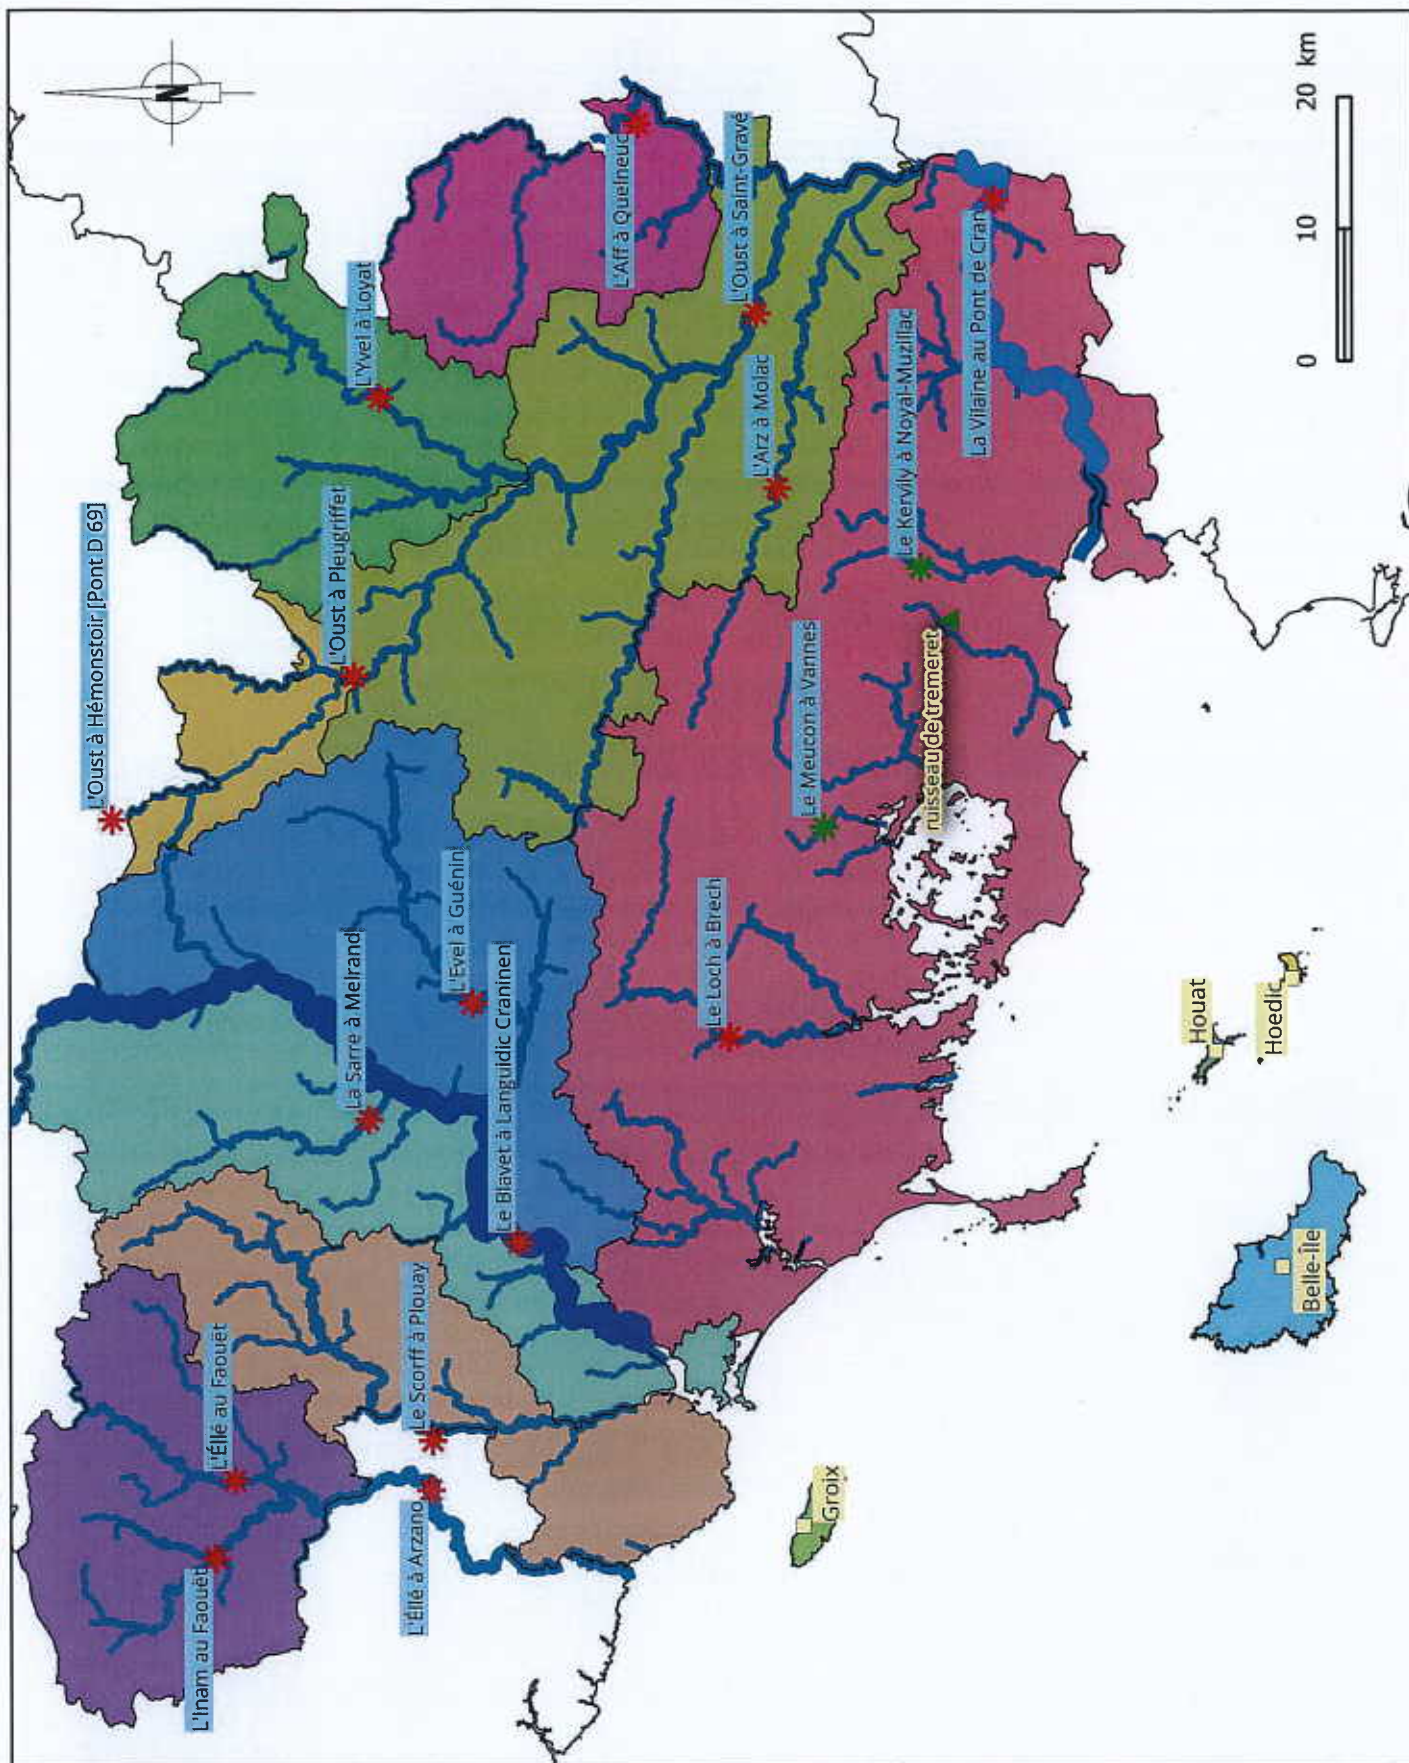 N
L'Oust à Hémonstoir [Pont D 69]
L'Inam au Faouët
L'Éllé au Faouët
La Sarre à Melrand
L'Oust à Pleugriffet
L'Yvel à Loyat
L'Éllé à Arzano
Le Scorff à Plouay
L'Evel à Guénin
Le Blavet à Languidic Craninen
L'Aff à Quelneuc
L'Oust à Saint-Gravé
L'Arz à Molac
Le Loch à Brech
Le Meucon à Vannes
Le Kervily à Noyal-Muzillac
ruisseau de tremeret
La Vilaine au Pont de Cran
Groix
Belle-Île
Houat
Hoedic
0 10 20 km